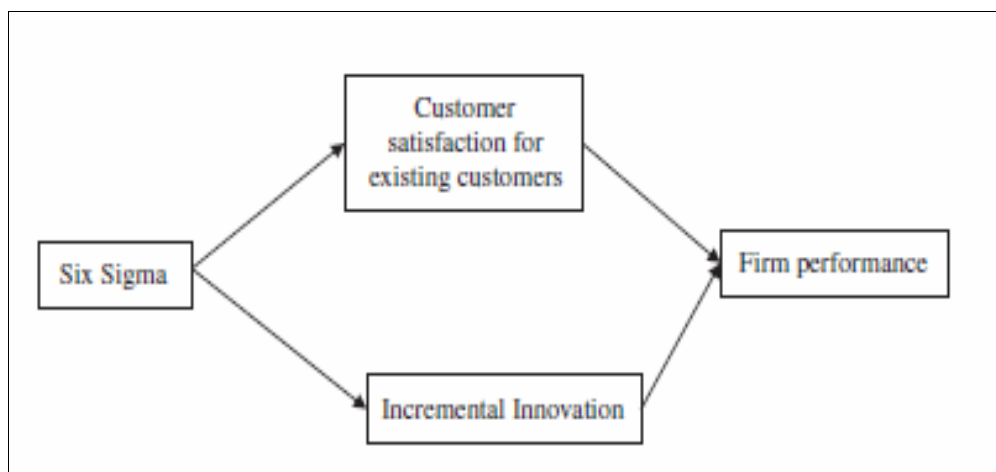 Customer
satisfaction for
existing customers
Six Sigma
Firm performance
Incremental Innovation